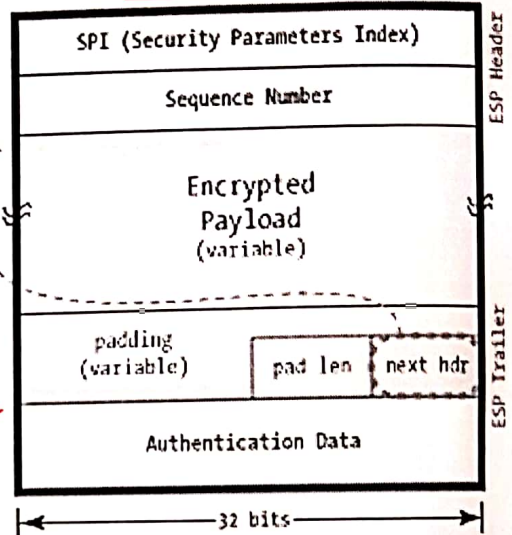 SPI (Security Parameters Index)
Sequence Number
ESP Header
Encrypted
Payload
(variable)
padding
(variable)
pad len
next hdr
ESP Trailer
Authentication Data
32 bits